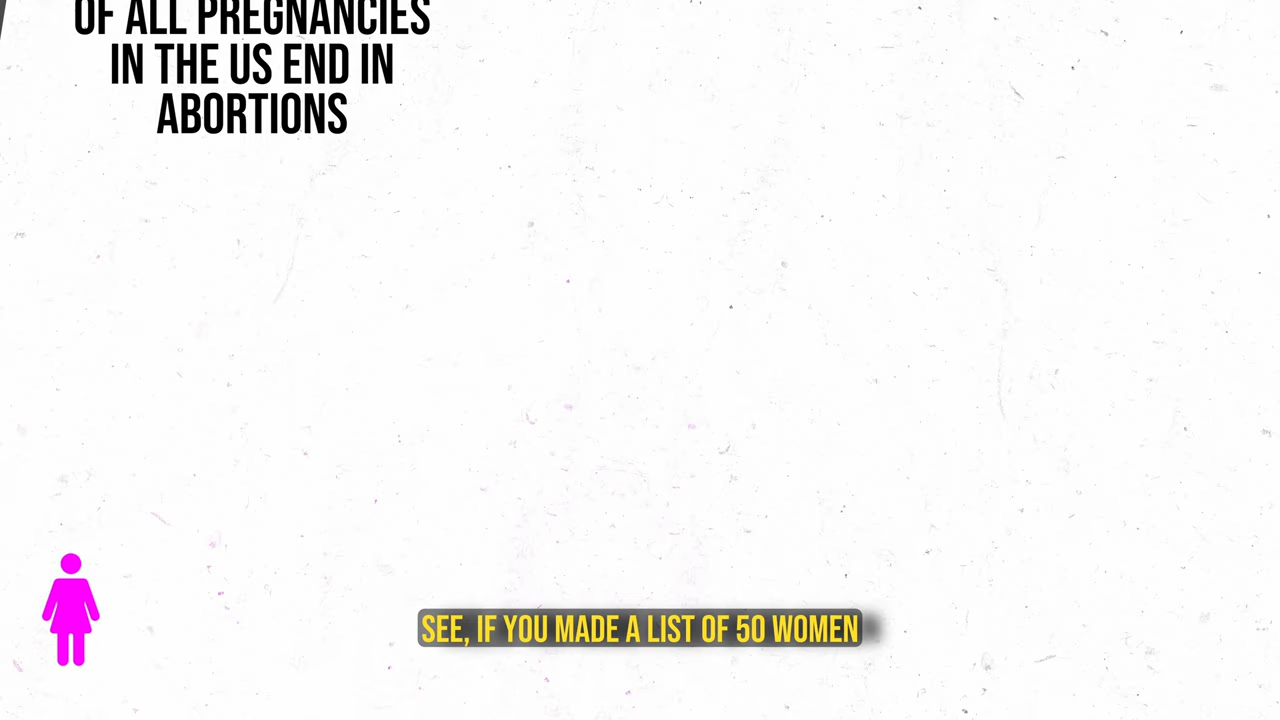 OF ALL PREGNANCIES
IN THE US END IN
ABORTIONS
SEE, IF YOU MADE A LIST OF 50 WOMEN